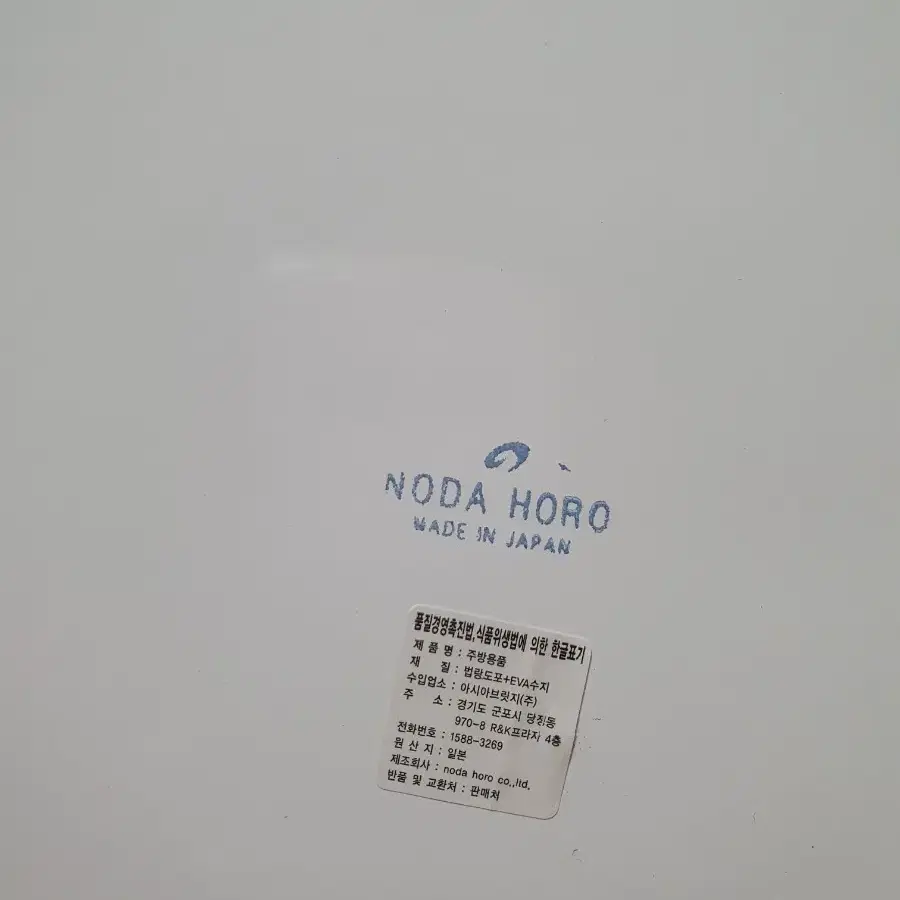 NODA HORO
MADE IN JAPAN
품질경영촉진법,식품위생법에 의한 한글표기
제 품 명 : 주방용품
재 질 : 법랑도포+EVA수지
수입업소 : 아시아브릿지(주)
주 소 : 경기도 군포시 당정동
970-8 R&K프라자 4층
전화번호 : 1588-3269
원 산 지 : 일본
제조회사 : noda horo co.,ltd.
반품 및 교환처 : 판매처